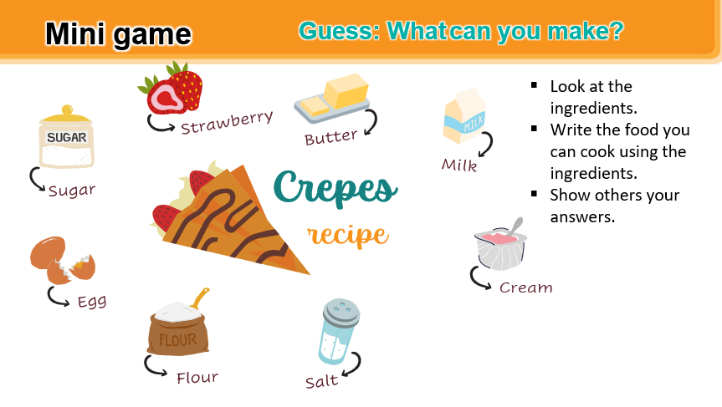 Mini game
Guess: What can you make?
Strawberry
Butter
MILK
Milk
SUGAR
Sugar
Crepes
recipe
Egg
FLOUR
Flour
Salt
Cream
▪ Look at the
ingredients.
▪ Write the food you
can cook using the
ingredients.
▪ Show others your
answers.